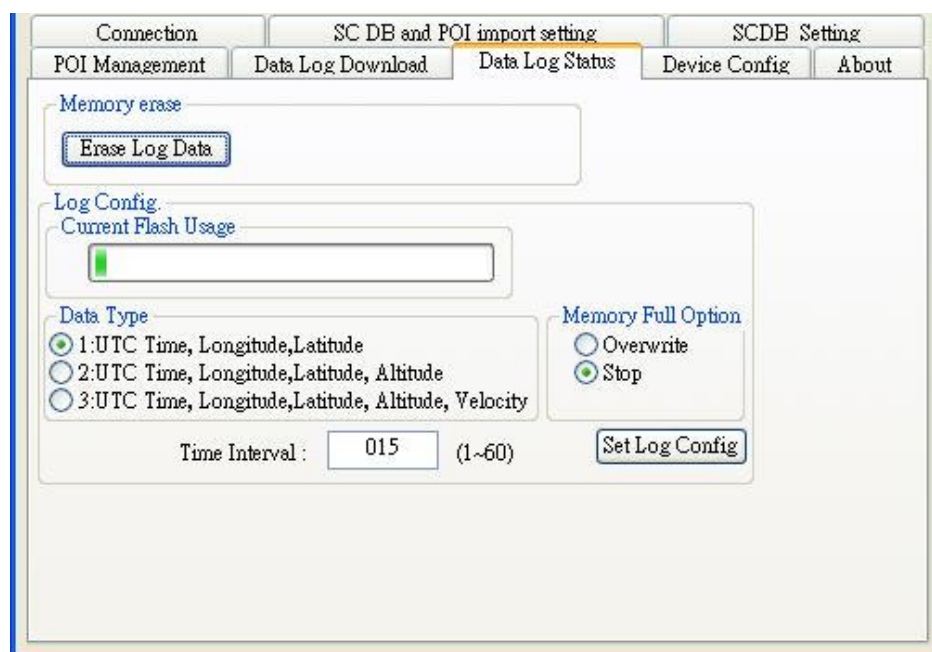 Connection SC DB and POI import setting SCDB Setting
POI Management Data Log Download Data Log Status Device Config About
Memory erase
Erase Log Data
Log Config.
Current Flash Usage
Data Type
1:UTC Time, Longitude,Latitude
2:UTC Time, Longitude,Latitude, Altitude
3:UTC Time, Longitude,Latitude, Altitude, Velocity
Memory Full Option
Overwrite
Stop
Time Interval : 015 (1~60)
Set Log Config